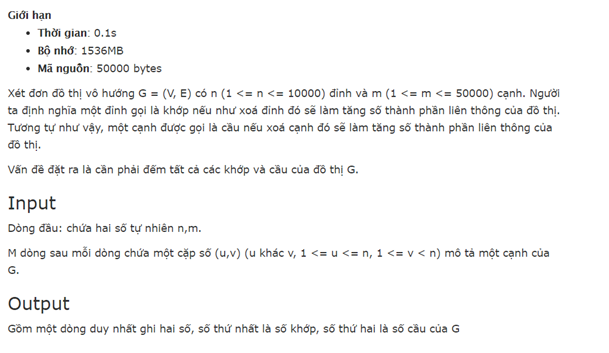 Giới hạn
• Thời gian: 0.1s
• Bộ nhớ: 1536MB
• Mã nguồn: 50000 bytes
Xét đơn đồ thị vô hướng G = (V, E) có n (1 <= n <= 10000) đỉnh và m (1 <= m <= 50000) cạnh. Người
ta định nghĩa một đỉnh gọi là khớp nếu như xoá đỉnh đó sẽ làm tăng số thành phần liên thông của đồ thị.
Tương tự như vậy, một cạnh được gọi là cầu nếu xoá cạnh đó sẽ làm tăng số thành phần liên thông của
đồ thị.
Vấn đề đặt ra là cần phải đếm tất cả các khớp và cầu của đồ thị G.
Input
Dòng đầu: chứa hai số tự nhiên n,m.
M dòng sau mỗi dòng chứa một cặp số (u,v) (u khác v, 1 <= u <= n, 1 <= v < n) mô tả một cạnh của
G.
Output
Gồm một dòng duy nhất ghi hai số, số thứ nhất là số khớp, số thứ hai là số cầu của G